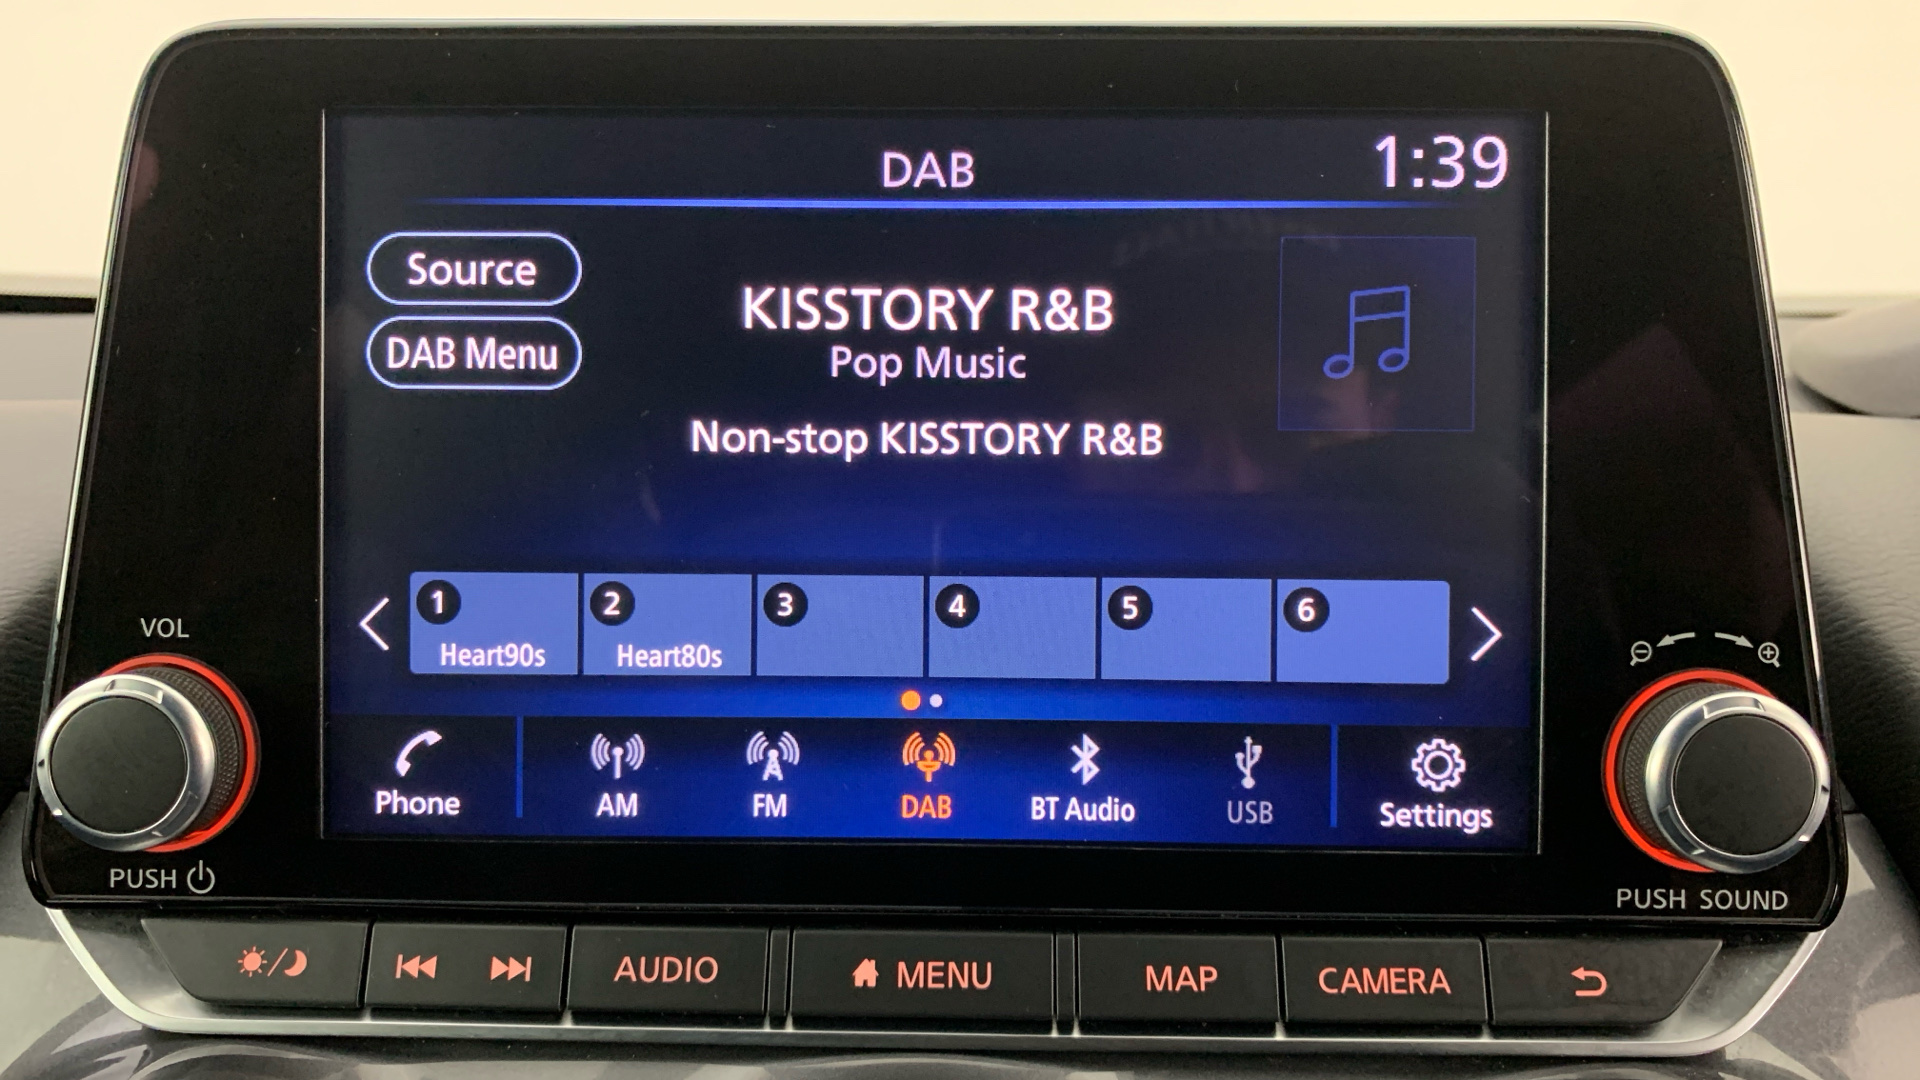 DAB
1:39
Source
DAB Menu
KISSTORY R&B
Pop Music
Non-stop KISSTORY R&B
1
Heart90s
2
Heart80s
3
4
5
6
VOL
PUSH
Phone
AM
FM
DAB
BT Audio
USB
Settings
PUSH SOUND
AUDIO
MENU
MAP
CAMERA